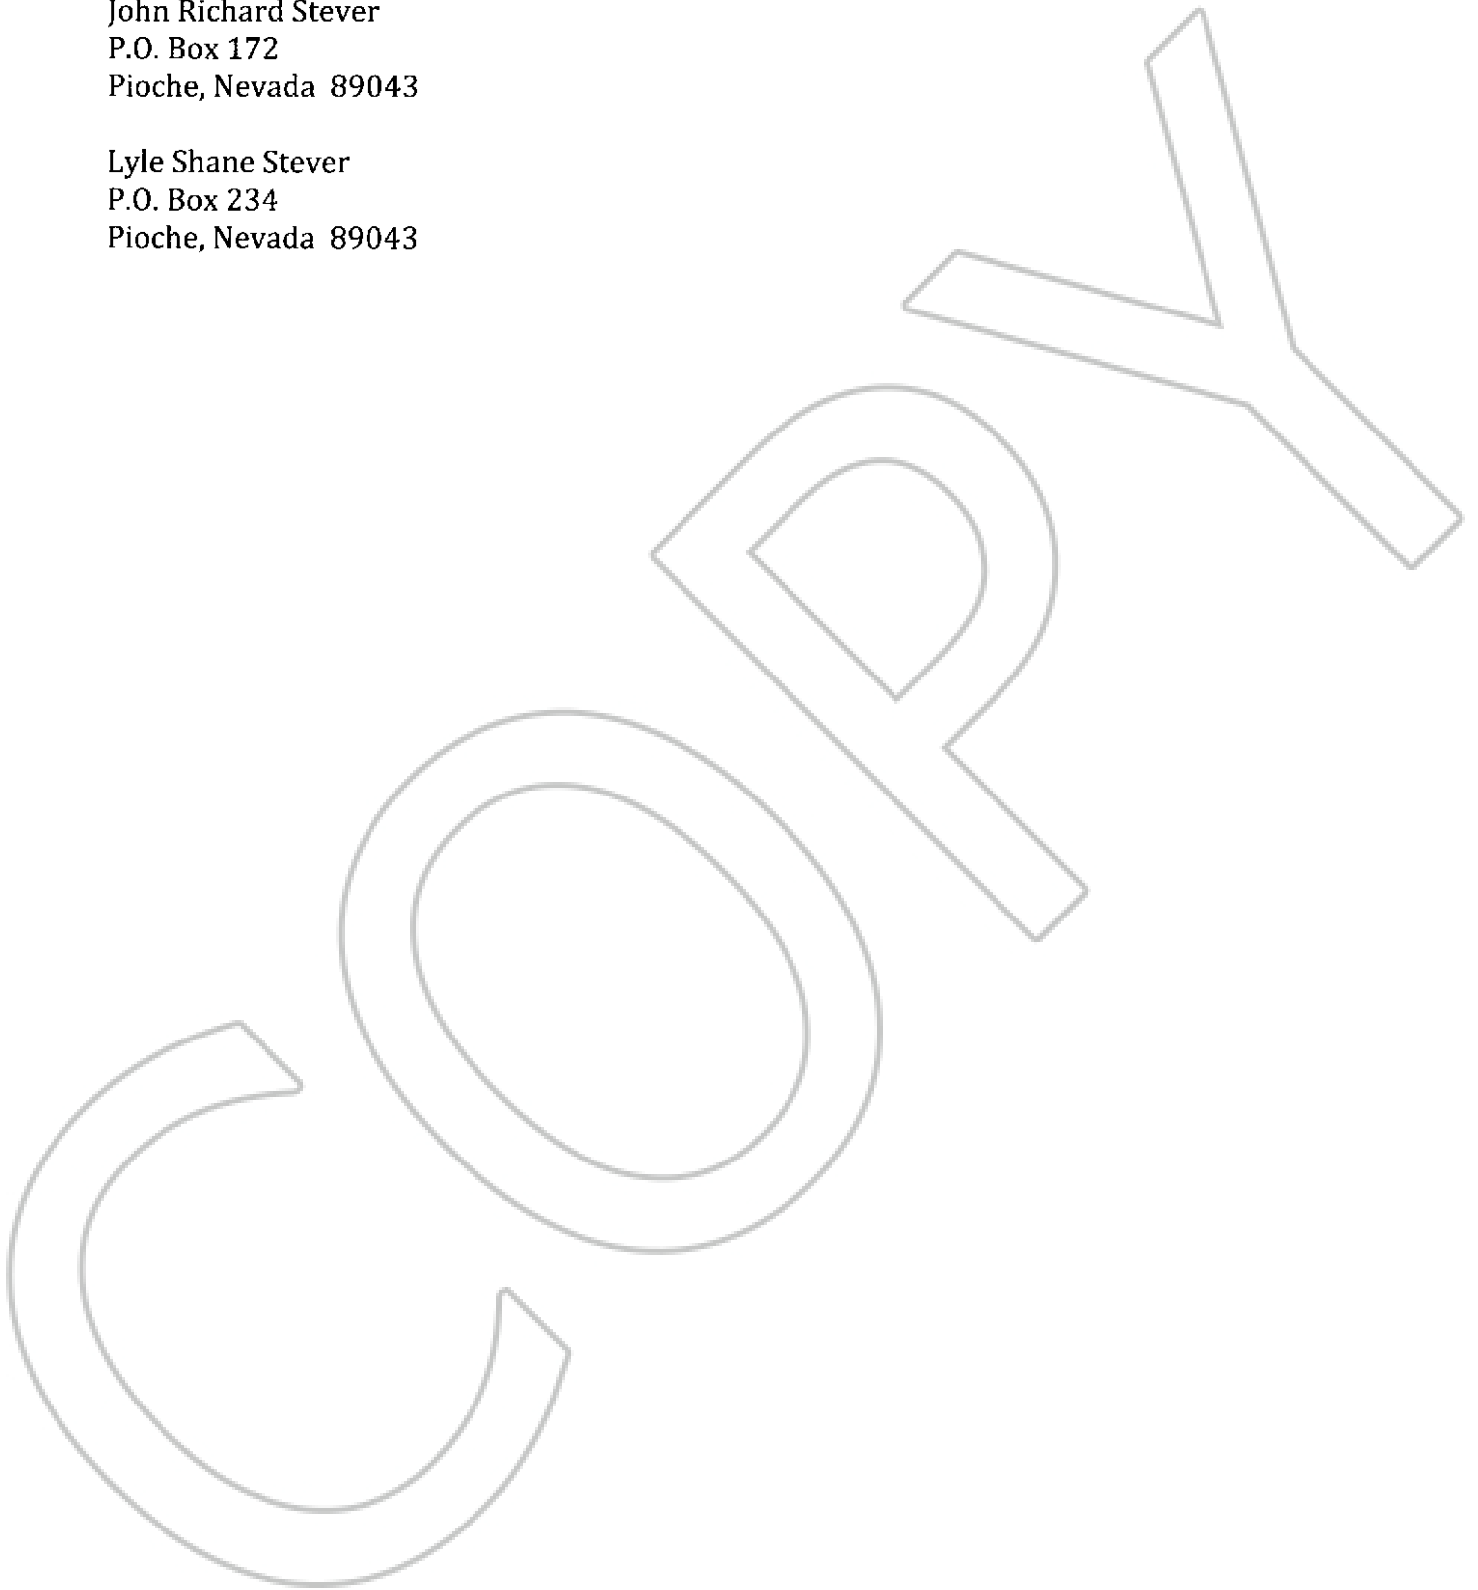 John Richard Stever
P.O. Box 172
Pioche, Nevada  89043

Lyle Shane Stever
P.O. Box 234
Pioche, Nevada  89043

COPY